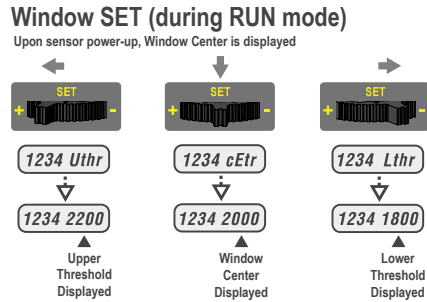 Window SET (during RUN mode)
Upon sensor power-up, Window Center is displayed
SET
+ -
SET
+ -
SET
+ -
1234 Uthr
1234 cEtr
1234 Lthr
1234 2200
1234 2000
1234 1800
Upper
Threshold
Displayed
Window
Center
Displayed
Lower
Threshold
Displayed